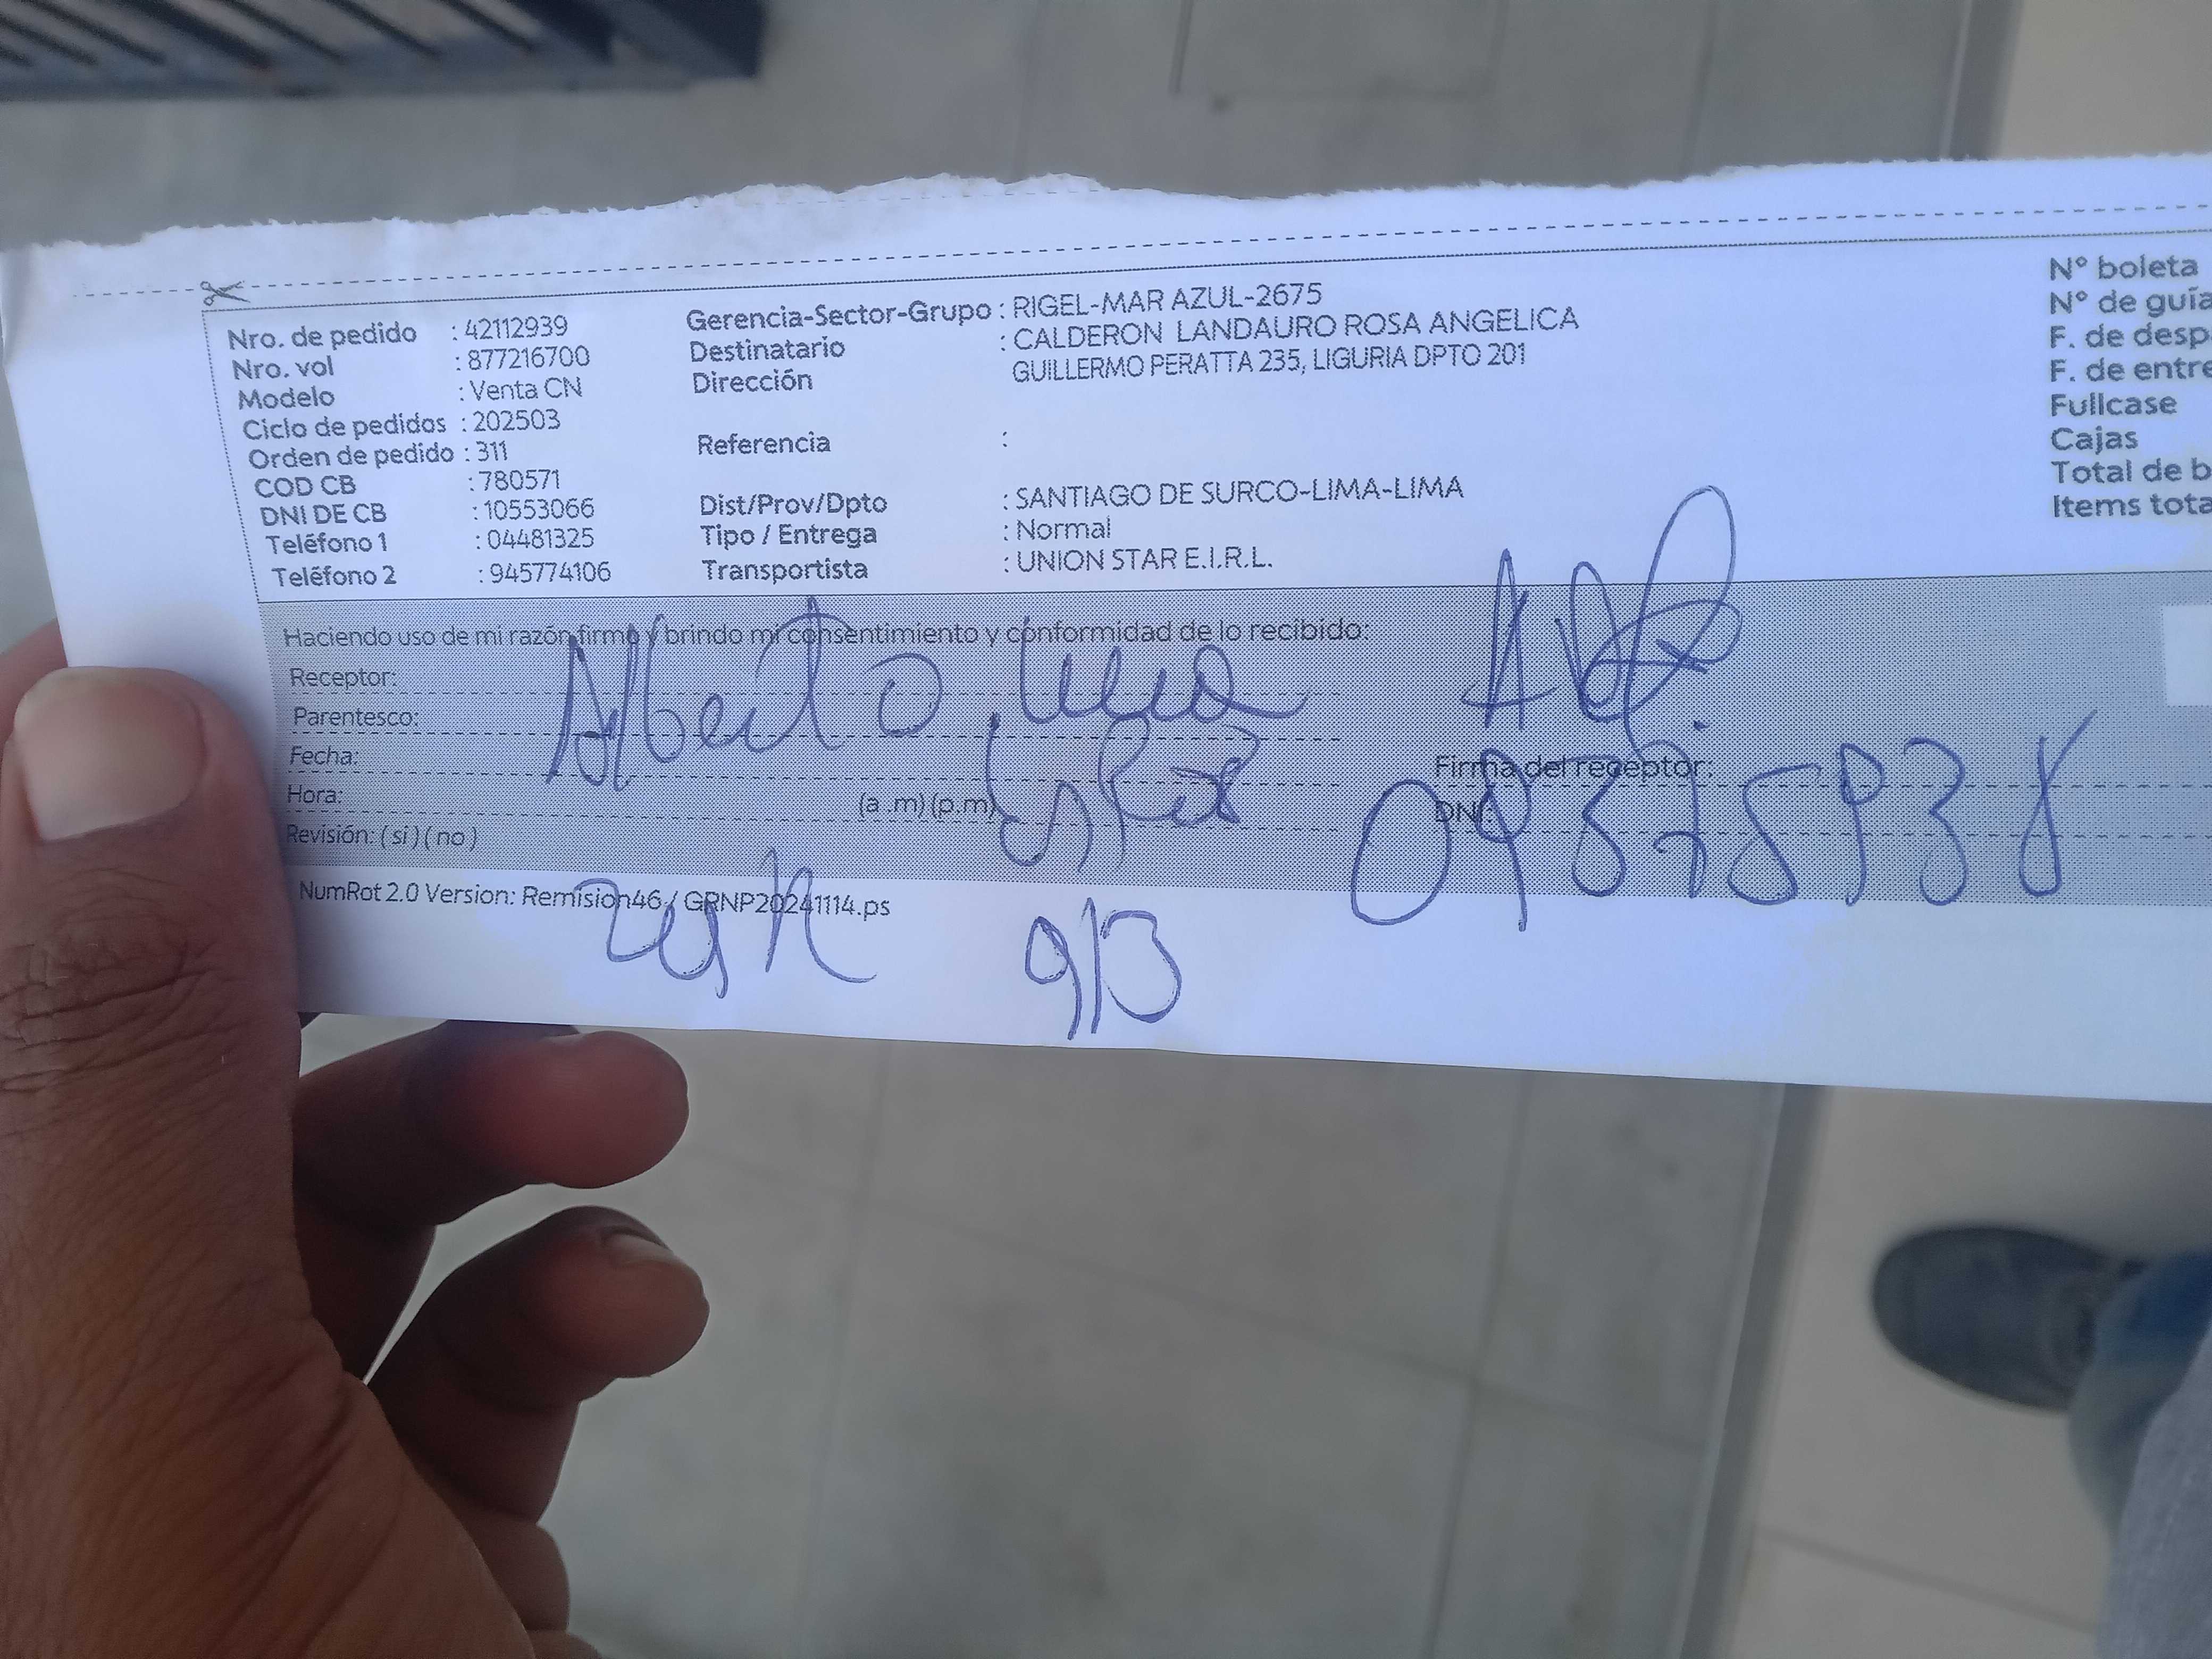 Nro. de pedido : 42112939
Nro. vol : 877216700
Modelo : Venta CN
Ciclo de pedidos : 202503
Orden de pedido : 311
COD CB : 780571
DNI DE CB : 10553066
Teléfono 1 : 04481325
Teléfono 2 : 945774106
Gerencia-Sector-Grupo : RIGEL-MAR AZUL-2675
Destinatario : CALDERON LANDAURO ROSA ANGELICA
Dirección GUILLERMO PERATTA 235, LIGURIA DPTO 201
Referencia :
Dist/Prov/Dpto : SANTIAGO DE SURCO-LIMA-LIMA
Tipo / Entrega : Normal
Transportista : UNION STAR E.I.R.L.
N° boleta
N° de guía
F. de desp
F. de entre
Fullcase
Cajas
Total de b
Items tota
Haciendo uso de mi razón firmo y brindo mi consentimiento y conformidad de lo recibido:
Receptor: Alberto
Parentesco:
Fecha:
Hora: (a .m) (p.m)
Revisión: ( si ) ( no )
Firma del receptor:
DNI:
NumRot 2.0 Version: Remision46 / GRNP20241114.ps